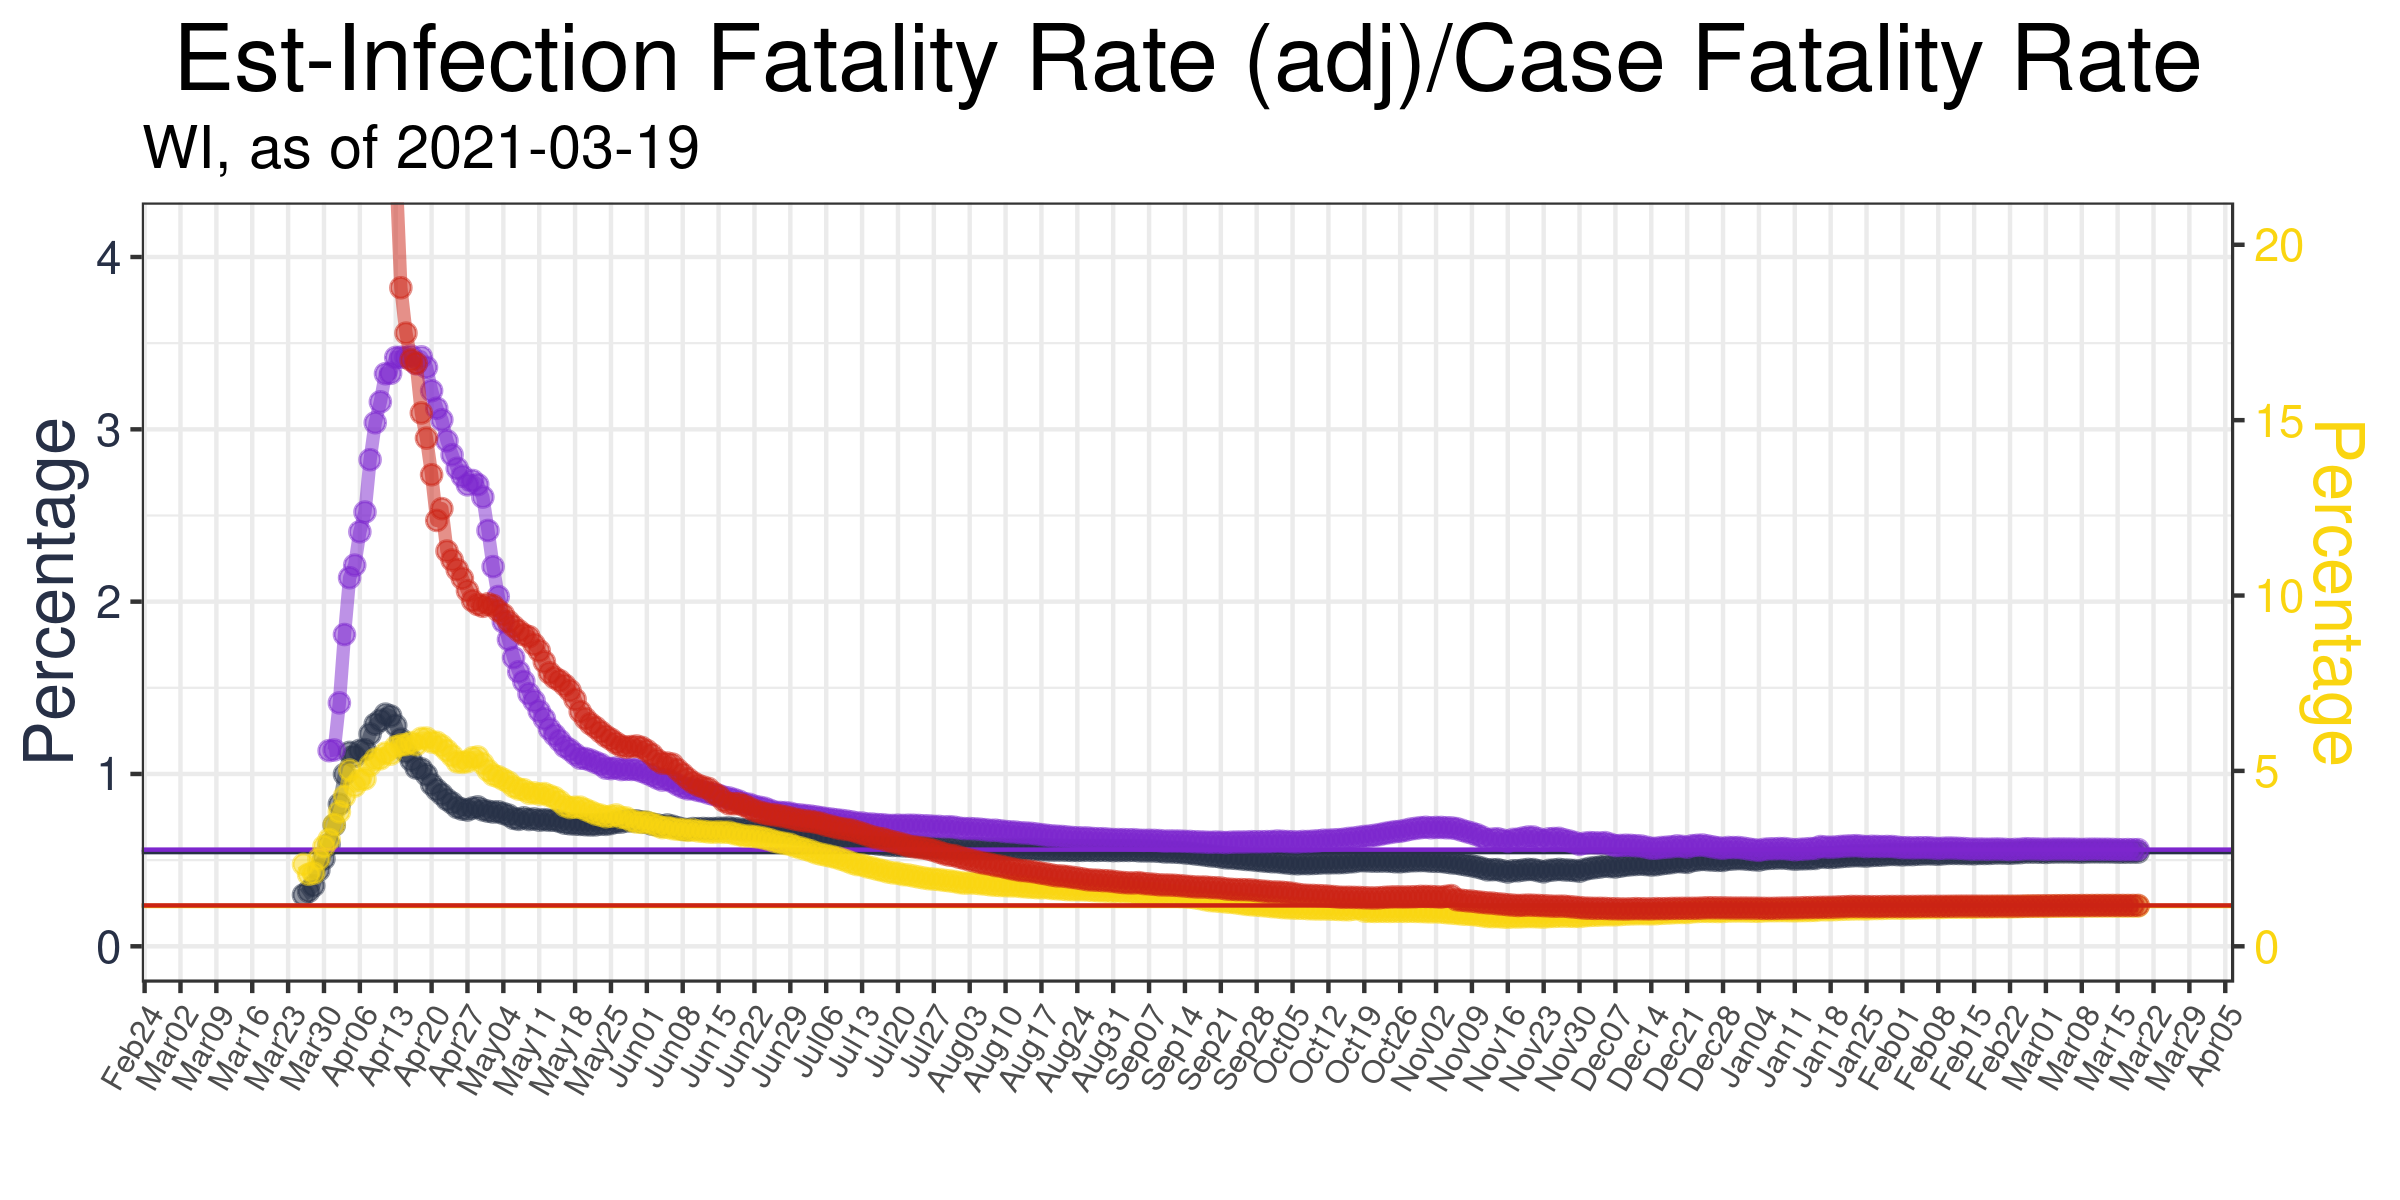 Est-Infection Fatality Rate (adj)/Case Fatality Rate
WI, as of 2021-03-19
Percentage
4
3
2
1
0
20
15
10
5
0
Percentage
Feb24
Mar02
Mar09
Mar16
Mar23
Mar30
Apr06
Apr13
Apr20
Apr27
May04
May11
May18
May25
Jun01
Jun08
Jun15
Jun22
Jun29
Jul06
Jul13
Jul20
Jul27
Aug03
Aug10
Aug17
Aug24
Aug31
Sep07
Sep14
Sep21
Sep28
Oct05
Oct12
Oct19
Oct26
Nov02
Nov09
Nov16
Nov23
Nov30
Dec07
Dec14
Dec21
Dec28
Jan04
Jan11
Jan18
Jan25
Feb01
Feb08
Feb15
Feb22
Mar01
Mar08
Mar15
Mar22
Mar29
Apr05